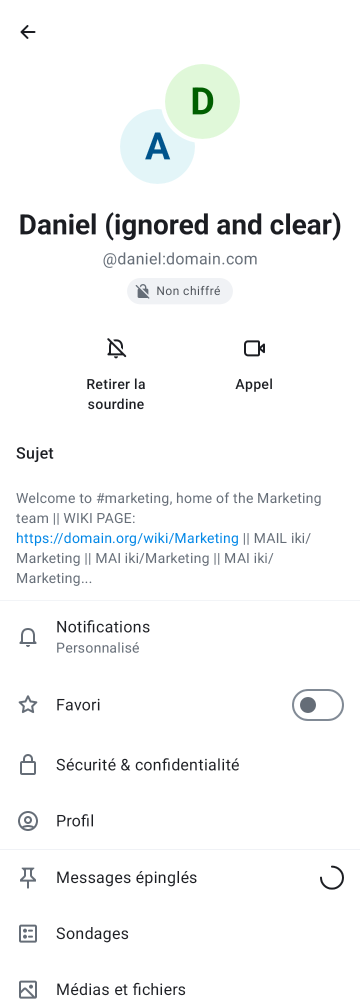 D
A
Daniel (ignored and clear)
@daniel:domain.com
Non chiffré
Retirer la
sourdine
Appel
Sujet
Welcome to #marketing, home of the Marketing
team || WIKI PAGE:
https://domain.org/wiki/Marketing || MAIL iki/
Marketing || MAI iki/Marketing || MAI iki/
Marketing...
Notifications
Personnalisé
Favori
Sécurité & confidentialité
Profil
Messages épinglés
Sondages
Médias et fichiers